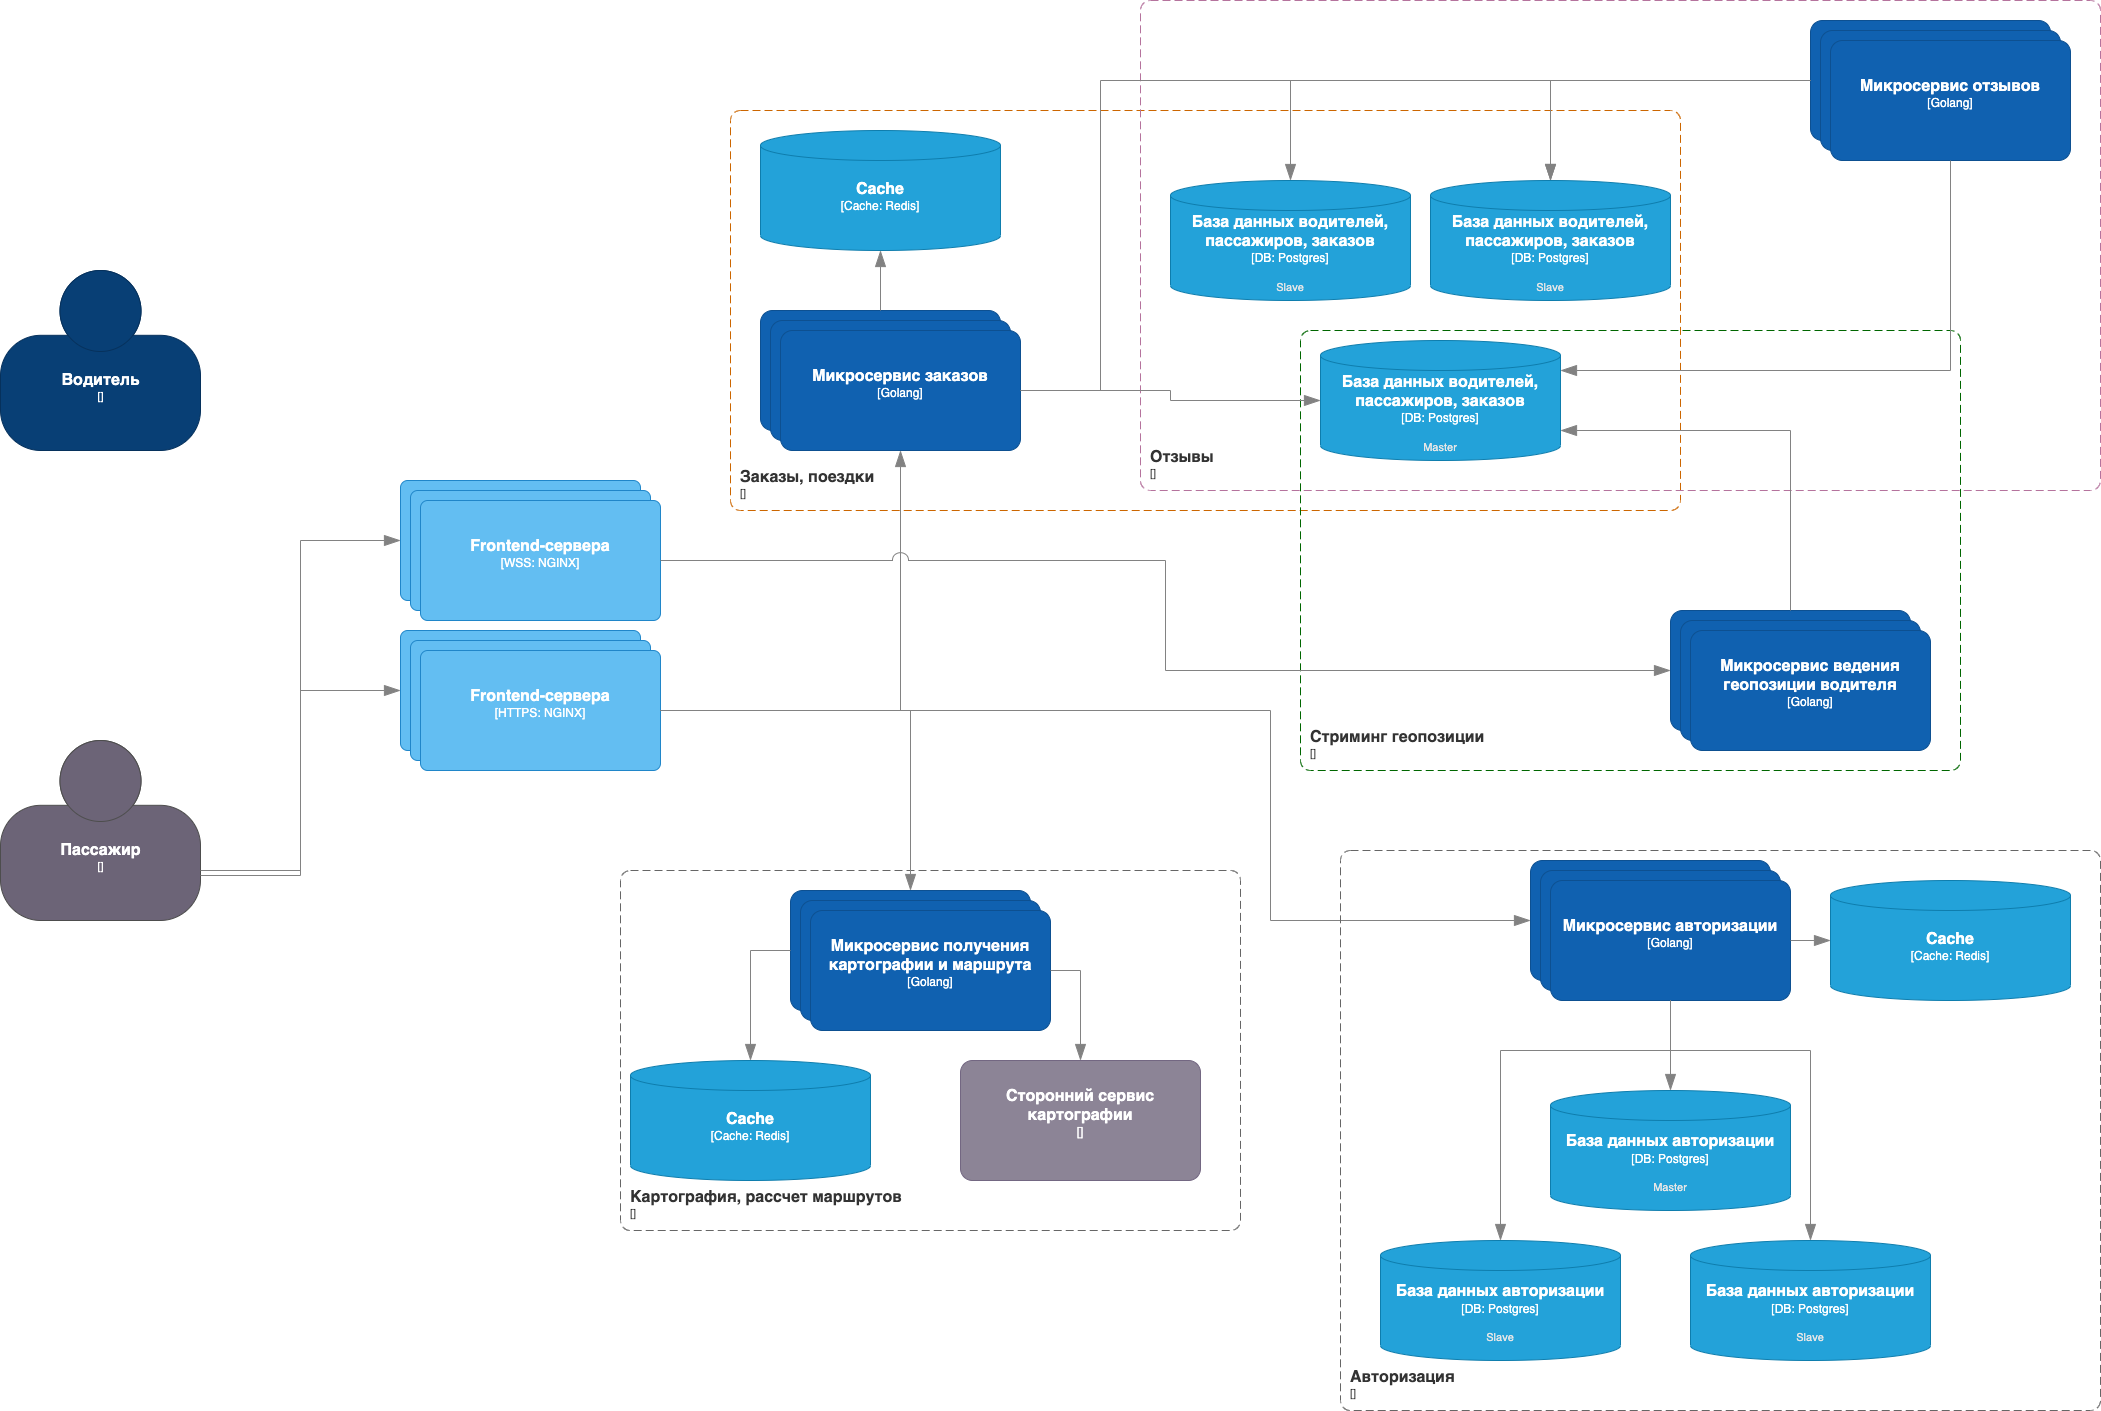 Микросервис отзывов
[Golang]
Cache
[Cache: Redis]
База данных водителей,
пассажиров, заказов
[DB: Postgres]
Slave
База данных водителей,
пассажиров, заказов
[DB: Postgres]
Slave
Водитель
[]
Микросервис заказов
[Golang]
База данных водителей,
пассажиров, заказов
[DB: Postgres]
Master
Отзывы
[]
Заказы, поездки
[]
Frontend-сервера
[WSS: NGINX]
Frontend-сервера
[HTTPS: NGINX]
Микросервис ведения
геопозиции водителя
[Golang]
Стриминг геопозиции
[]
Пассажир
[]
Микросервис получения
картографии и маршрута
[Golang]
Cache
[Cache: Redis]
Сторонний сервис
картографии
[]
Картография, рассчет маршрутов
[]
Микросервис авторизации
[Golang]
Cache
[Cache: Redis]
База данных авторизации
[DB: Postgres]
Master
База данных авторизации
[DB: Postgres]
Slave
База данных авторизации
[DB: Postgres]
Slave
Авторизация
[]